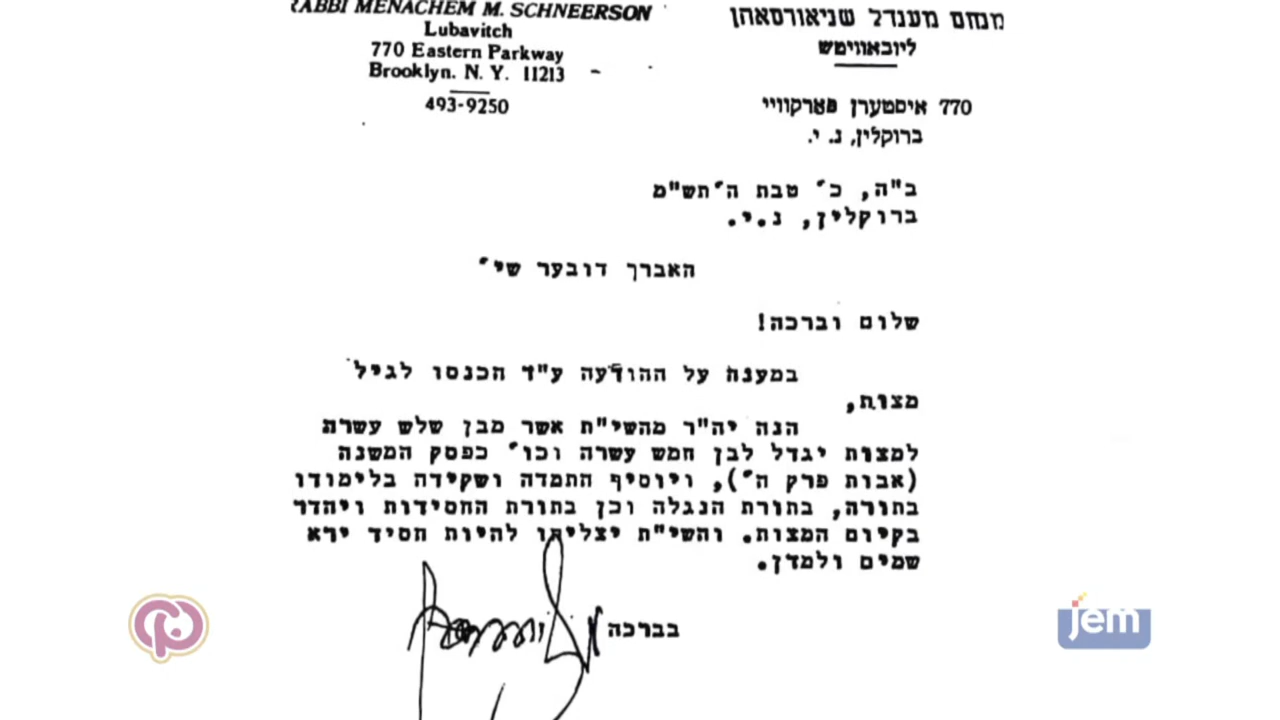 RABBI MENACHEM M. SCHNEERSON
Lubavitch
770 Eastern Parkway
Brooklyn. N. Y. 11213
493-9250
מנחם מענדל שניאורסאהן
ליובאוויטש
770 איסטערן פארקוויי
ברוקלין, נ. י.
ב"ה, כ' טבת ה'תש"מ
ברוקלין, נ.י.
האברך דובער שי'
שלום וברכה!
במענה על ההודעה ע"ד הכנסו לגיל
מצות,
הנה יה"ר מהשי"ת אשר מבן שלש עשרה
למצות יגדל לבן חמש עשרה וכו' כפסק המשנה
(אבות פרק ה'), ויוסיף התמדה ושקידה בלימודו
בתורה, בתורת הנגלה וכן בתורת החסידות ויהדר
בקיום המצות. והשי"ת יצליחו להיות חסיד ירא
שמים ולמדן.
בברכה
jem